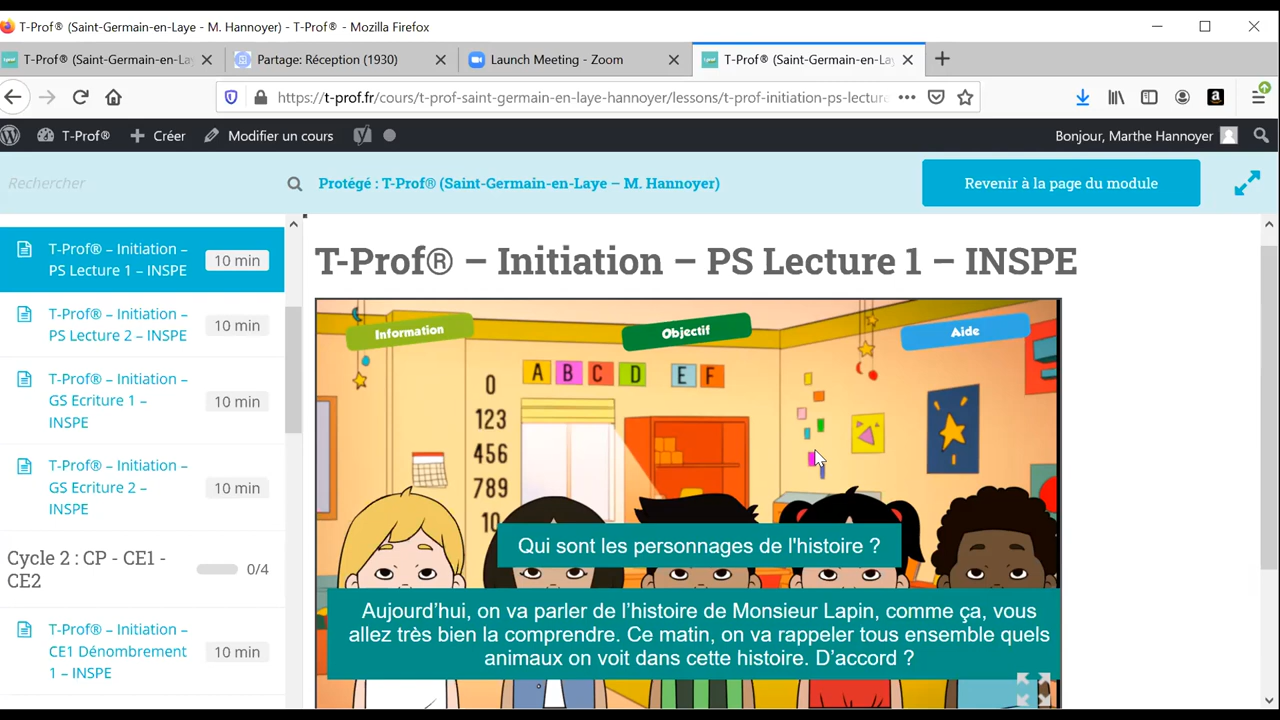 T-Prof® (Saint-Germain-en-Laye - M. Hannoyer) - T-Prof® - Mozilla Firefox
T-Prof® (Saint-Germain-en-La
Partage: Réception (1930)
Launch Meeting - Zoom
T-Prof® (Saint-Germain-en-La
https://t-prof.fr/cours/t-prof-saint-germain-en-laye-hannoyer/lessons/t-prof-initiation-ps-lecture
T-Prof®
Créer
Modifier un cours
Bonjour, Marthe Hannoyer
Rechercher
Protégé : T-Prof® (Saint-Germain-en-Laye – M. Hannoyer)
Revenir à la page du module
T-Prof® – Initiation –
PS Lecture 1 – INSPE
10 min
T-Prof® – Initiation –
PS Lecture 2 – INSPE
10 min
T-Prof® – Initiation –
GS Ecriture 1 –
INSPE
10 min
T-Prof® – Initiation –
GS Ecriture 2 –
INSPE
10 min
Cycle 2 : CP - CE1 -
CE2
0/4
T-Prof® – Initiation –
CE1 Dénombrement
1 – INSPE
10 min
T-Prof® – Initiation – PS Lecture 1 – INSPE
Information
Objectif
Aide
A B C D E F
0
123
456
789
10
Qui sont les personnages de l'histoire ?
Aujourd’hui, on va parler de l’histoire de Monsieur Lapin, comme ça, vous
allez très bien la comprendre. Ce matin, on va rappeler tous ensemble quels
animaux on voit dans cette histoire. D’accord ?